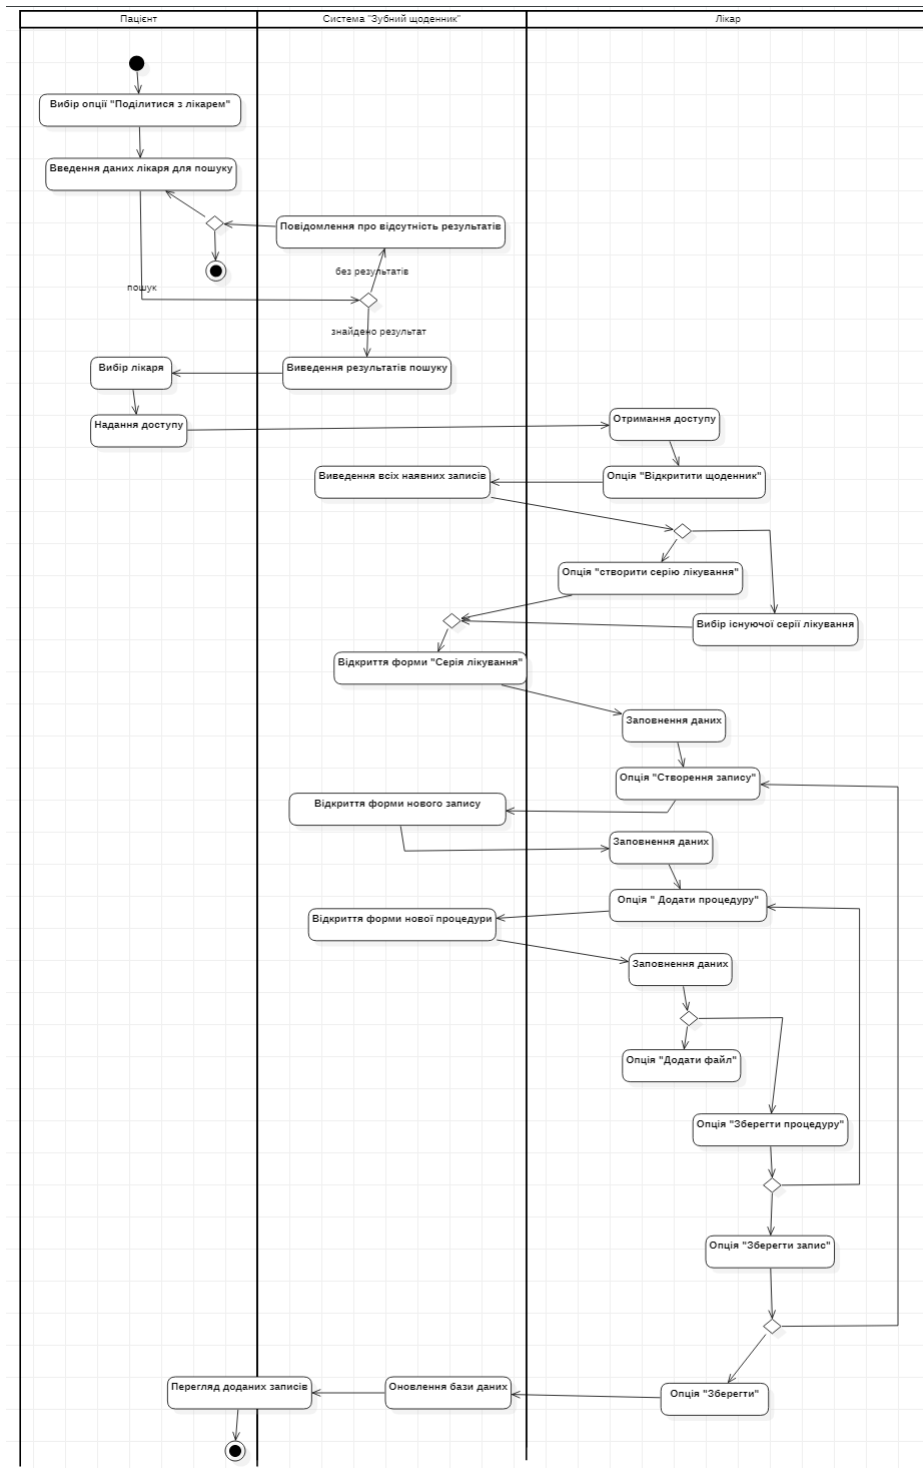 Пацієнт
Система "Зубний щоденник"
Лікар
Вибір опції "Поділитися з лікарем"
Введення даних лікаря для пошуку
Повідомлення про відсутність результатів
без результатів
пошук
знайдено результат
Вибір лікаря
Виведення результатів пошуку
Надання доступу
Отримання доступу
Виведення всіх наявних записів
Опція "Відкритити щоденник"
Опція "створити серію лікування"
Вибір існуючої серії лікування
Відкриття форми "Серія лікування"
Заповнення даних
Опція "Створення запису"
Відкриття форми нового запису
Заповнення даних
Опція " Додати процедуру"
Відкриття форми нової процедури
Заповнення даних
Опція "Додати файл"
Опція "Зберегти процедуру"
Опція "Зберегти запис"
Перегляд доданих записів
Оновлення бази даних
Опція "Зберегти"